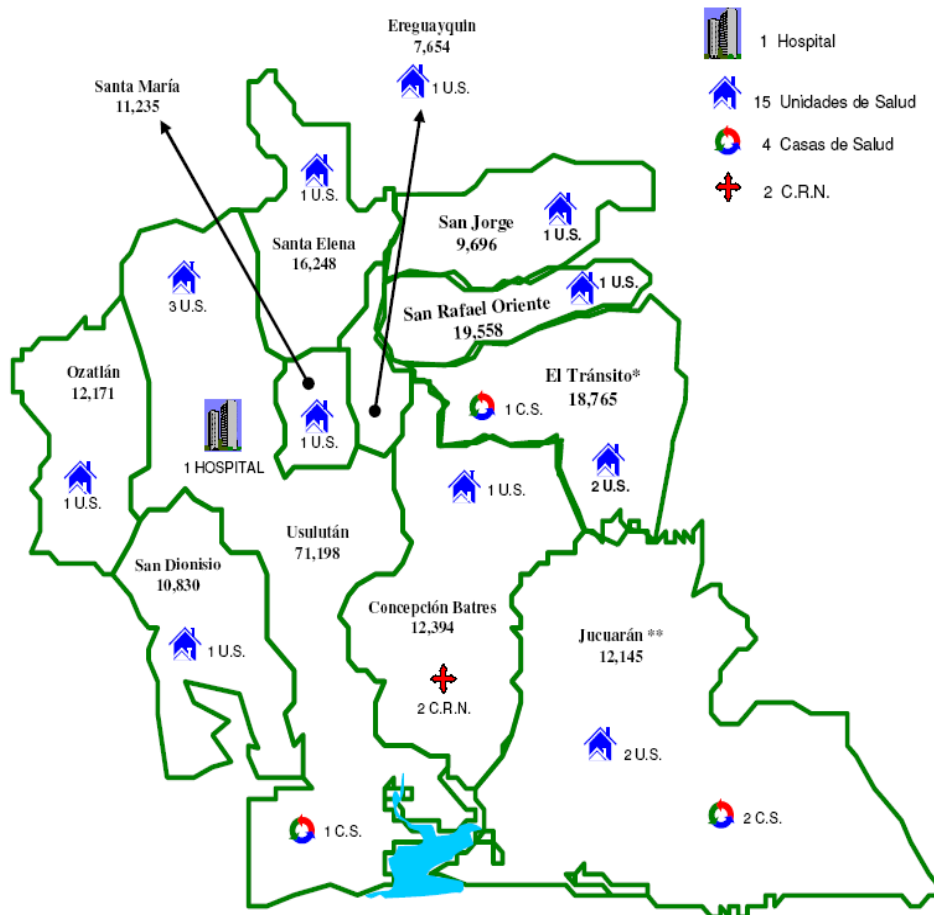 Ereguayquin
7,654
1 U.S.
Santa María
11,235
1 Hospital
15 Unidades de Salud
4 Casas de Salud
2 C.R.N.
1 U.S.
Santa Elena
16,248
San Jorge
9,696
1 U.S.
3 U.S.
1 U.S.
San Rafael Oriente
19,558
Ozatlán
12,171
1 U.S.
El Tránsito*
18,765
1 C.S.
2 U.S.
1 U.S.
1 HOSPITAL
1 U.S.
Usulután
71,198
San Dionisio
10,830
1 U.S.
Concepción Batres
12,394
2 C.R.N.
Jucuarán **
12,145
2 U.S.
1 C.S.
2 C.S.